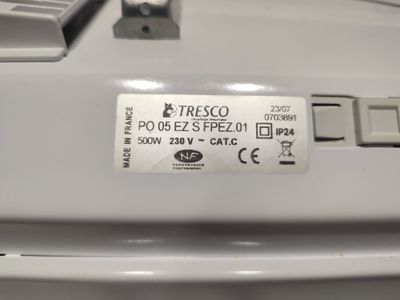 TRESCO
23/07
0703891
PO 05 EZ S FPEZ.01
IP24
500W 230 V ~ CAT.C
MADE IN FRANCE
NF
CE